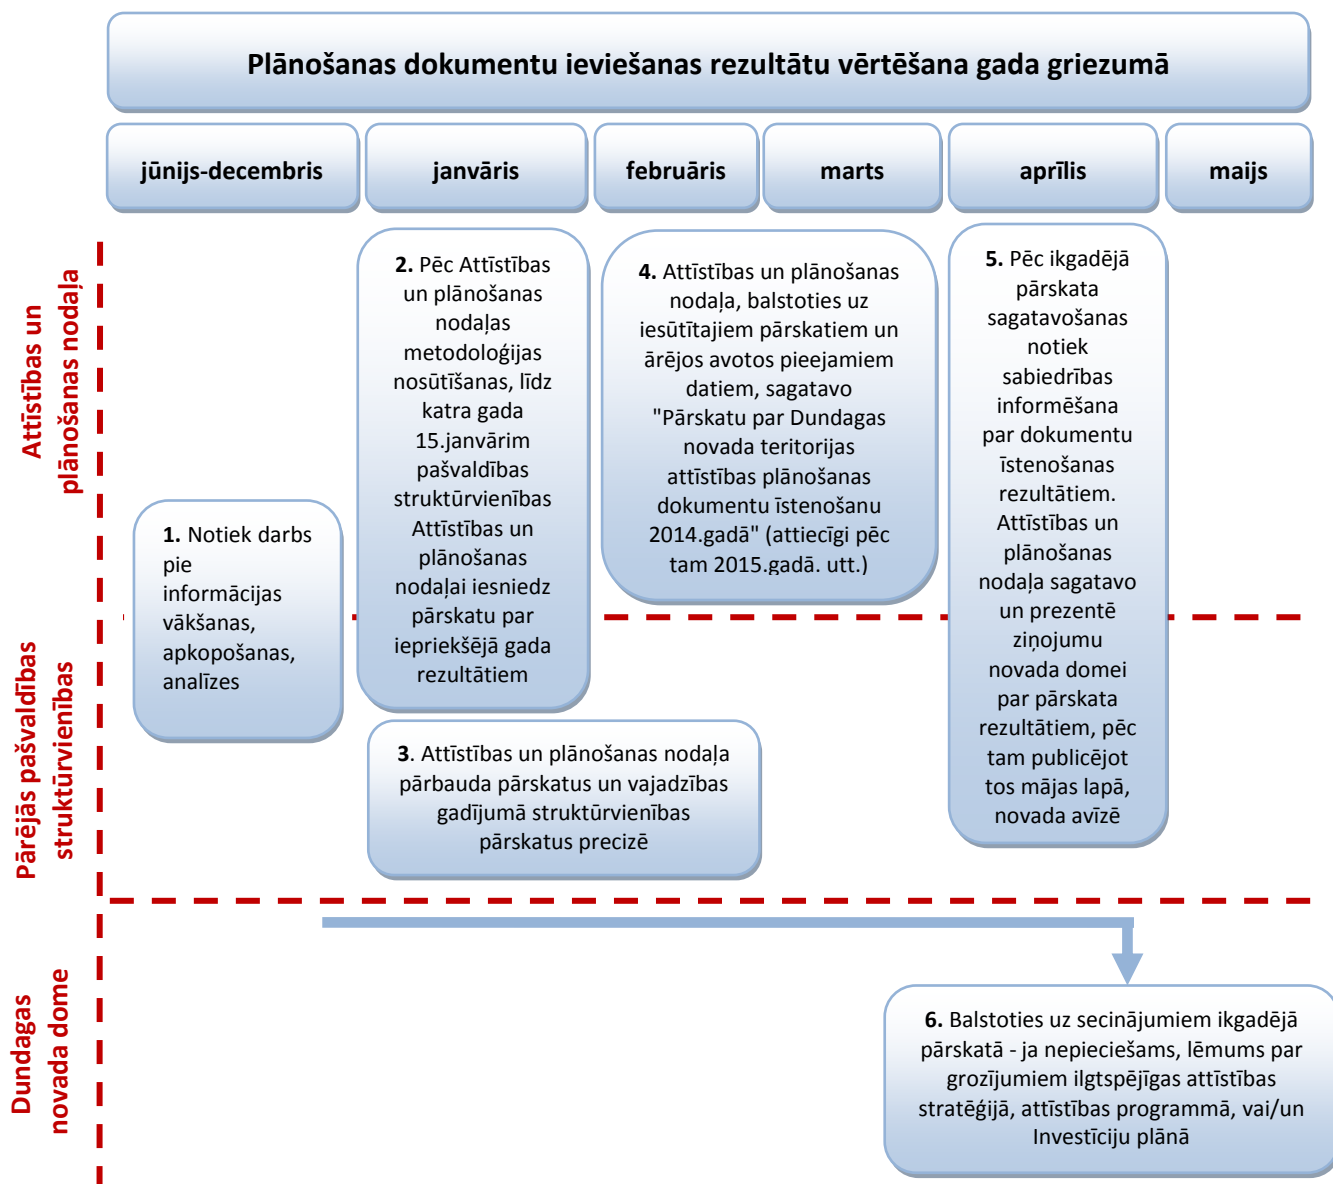 Plānošanas dokumentu ieviešanas rezultātu vērtēšana gada griezumā
jūnijs-decembris
janvāris
februāris
marts
aprīlis
maijs
Attīstības un
plānošanas nodaļa
Pārējās pašvaldības
struktūrvienības
Dundagas
novada dome
1. Notiek darbs
pie
informācijas
vākšanas,
apkopošanas,
analīzes
2. Pēc Attīstības
un plānošanas
nodaļas
metodoloģijas
nosūtīšanas, līdz
katra gada
15.janvārim
pašvaldības
struktūrvienības
Attīstības un
plānošanas
nodaļai iesniedz
pārskatu par
iepriekšējā gada
rezultātiem
3. Attīstības un plānošanas nodaļa
pārbauda pārskatus un vajadzības
gadījumā struktūrvienības
pārskatus precizē
4. Attīstības un plānošanas
nodaļa, balstoties uz
iesūtītajiem pārskatiem un
ārējos avotos pieejamiem
datiem, sagatavo
"Pārskatu par Dundagas
novada teritorijas
attīstības plānošanas
dokumentu īstenošanu
2014.gadā" (attiecīgi pēc
tam 2015.gadā. utt.)
5. Pēc ikgadējā
pārskata
sagatavošanas
notiek
sabiedrības
informēšana
par dokumentu
īstenošanas
rezultātiem.
Attīstības un
plānošanas
nodaļa sagatavo
un prezentē
ziņojumu
novada domei
par pārskata
rezultātiem, pēc
tam publicējot
tos mājas lapā,
novada avīzē
6. Balstoties uz secinājumiem ikgadējā
pārskatā - ja nepieciešams, lēmums par
grozījumiem ilgtspējīgas attīstības
stratēģijā, attīstības programmā, vai/un
Investīciju plānā